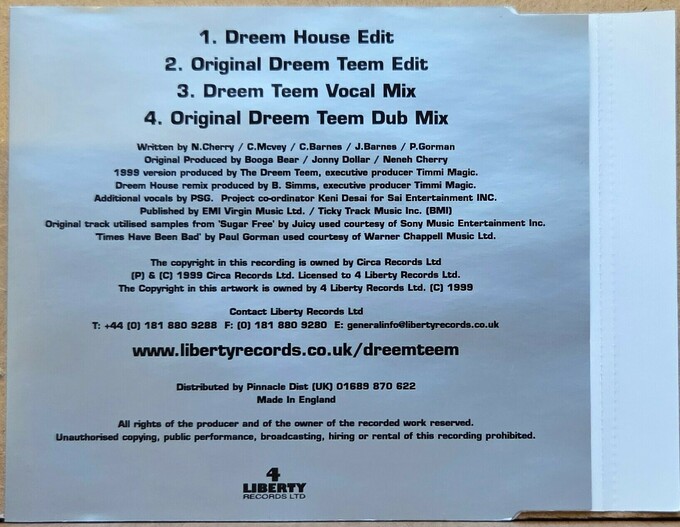 1. Dreem House Edit
2. Original Dreem Teem Edit
3. Dreem Teem Vocal Mix
4. Original Dreem Teem Dub Mix
Written by N.Cherry / C.Mcvey / C.Barnes / J.Barnes / P.Gorman
Original Produced by Booga Bear / Jonny Dollar / Neneh Cherry
1999 version produced by The Dreem Teem, executive producer Timmi Magic.
Dreem House remix produced by B. Simms, executive producer Timmi Magic.
Additional vocals by PSG. Project co-ordinator Keni Desai for Sai Entertainment INC.
Published by EMI Virgin Music Ltd. / Ticky Track Music Inc. (BMI)
Original track utilised samples from 'Sugar Free' by Juicy used courtesy of Sony Music Entertainment Inc.
'Times Have Been Bad' by Paul Gorman used courtesy of Warner Chappell Music Ltd.
The copyright in this recording is owned by Circa Records Ltd
(P) & (C) 1999 Circa Records Ltd. Licensed to 4 Liberty Records Ltd.
The Copyright in this artwork is owned by 4 Liberty Records Ltd. (C) 1999
Contact Liberty Records Ltd
T: +44 (0) 181 880 9288 F: (0) 181 880 9280 E: generalinfo@libertyrecords.co.uk
www.libertyrecords.co.uk/dreemteem
Distributed by Pinnacle Dist (UK) 01689 870 622
Made In England
All rights of the producer and of the owner of the recorded work reserved.
Unauthorised copying, public performance, broadcasting, hiring or rental of this recording prohibited.
4
LIBERTY
RECORDS LTD